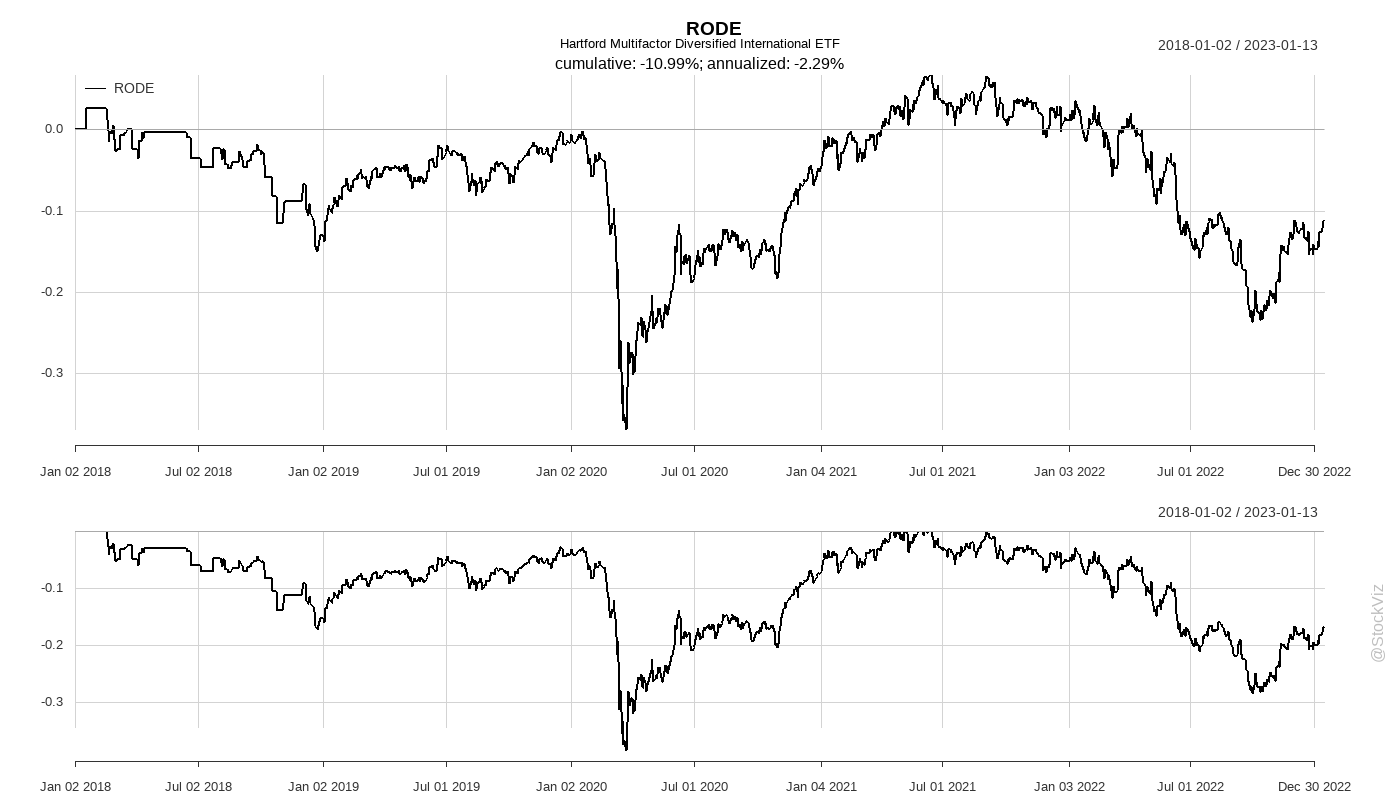 RODE
Hartford Multifactor Diversified International ETF
cumulative: -10.99%; annualized: -2.29%
2018-01-02 / 2023-01-13
RODE
0.0
-0.1
-0.2
-0.3
Jan 02 2018 Jul 02 2018 Jan 02 2019 Jul 01 2019 Jan 02 2020 Jul 01 2020 Jan 04 2021 Jul 01 2021 Jan 03 2022 Jul 01 2022 Dec 30 2022
2018-01-02 / 2023-01-13
-0.1
-0.2
-0.3
Jan 02 2018 Jul 02 2018 Jan 02 2019 Jul 01 2019 Jan 02 2020 Jul 01 2020 Jan 04 2021 Jul 01 2021 Jan 03 2022 Jul 01 2022 Dec 30 2022
@StockViz